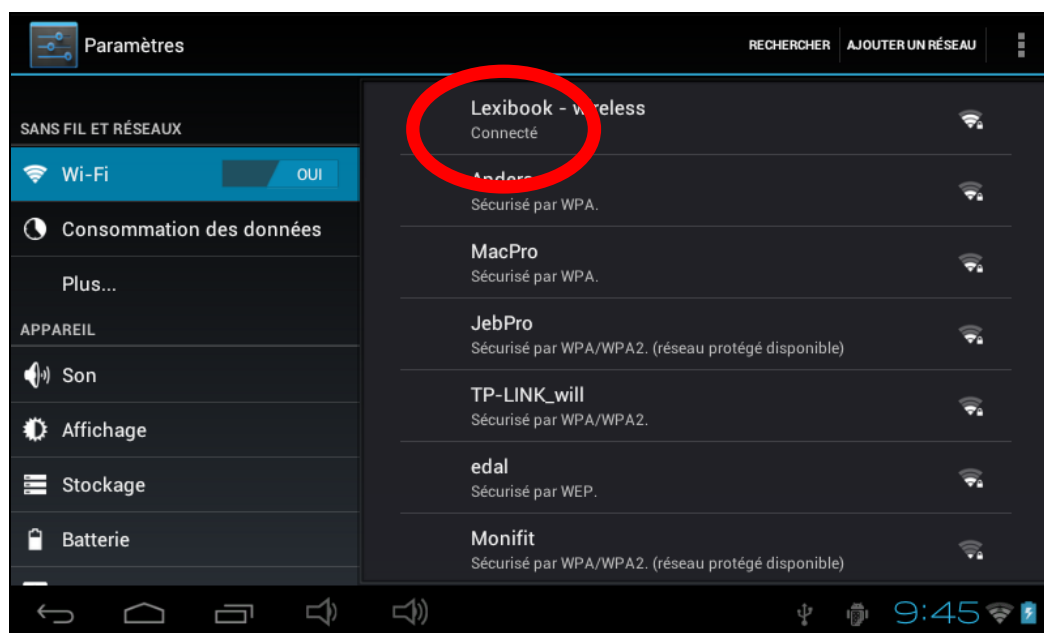 Paramètres
RECHERCHER
AJOUTER UN RÉSEAU
SANS FIL ET RÉSEAUX
Wi-Fi
OUI
Consommation des données
Plus...
APPAREIL
Son
Affichage
Stockage
Batterie
Lexibook - wireless
Connecté
Sécurisé par WPA.
MacPro
Sécurisé par WPA.
JebPro
Sécurisé par WPA/WPA2. (réseau protégé disponible)
TP-LINK_will
Sécurisé par WPA/WPA2.
edal
Sécurisé par WEP.
Monifit
Sécurisé par WPA/WPA2. (réseau protégé disponible)
9:45